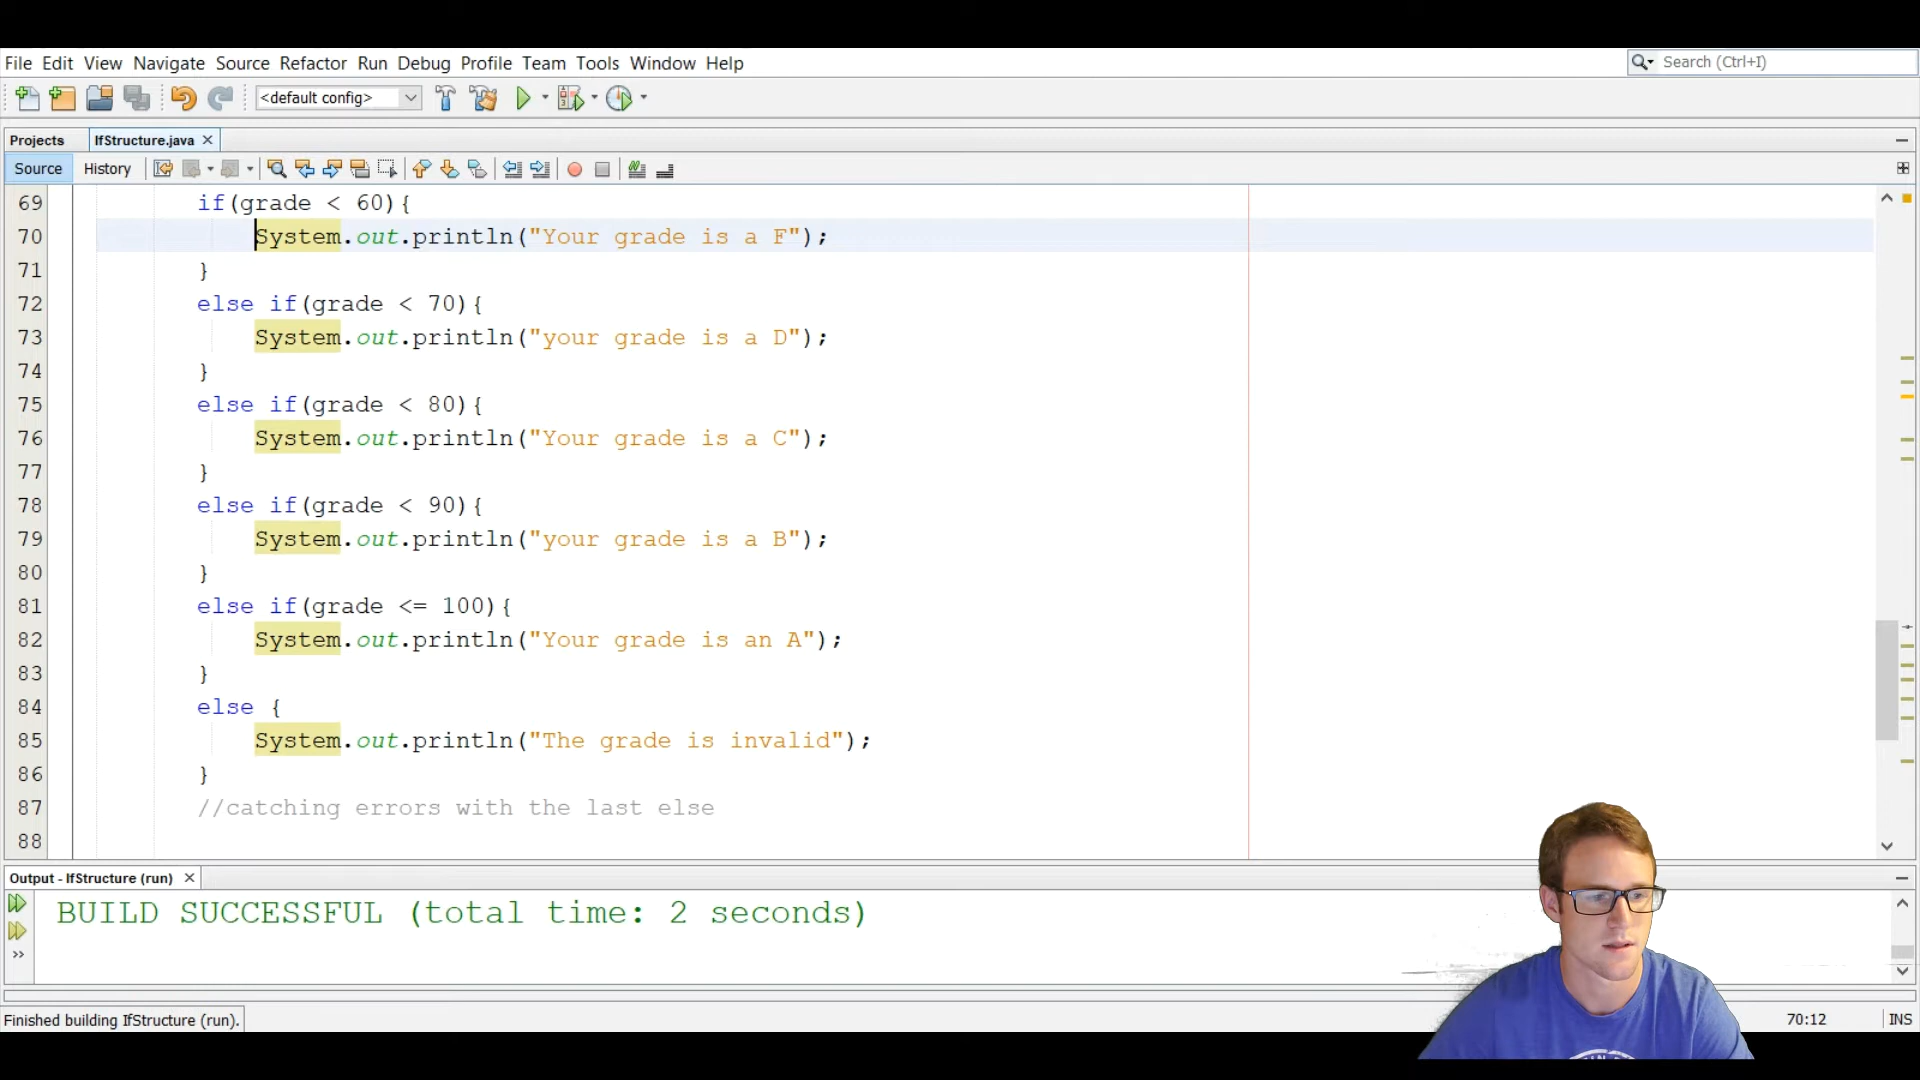 File Edit View Navigate Source Refactor Run Debug Profile Team Tools Window Help
Search (Ctrl+I)
<default config>
Projects
IfStructure.java
Source History
69 if(grade < 60){
70 System.out.println("Your grade is a F");
71 }
72 else if(grade < 70){
73 System.out.println("your grade is a D");
74 }
75 else if(grade < 80){
76 System.out.println("Your grade is a C");
77 }
78 else if(grade < 90){
79 System.out.println("your grade is a B");
80 }
81 else if(grade <= 100){
82 System.out.println("Your grade is an A");
83 }
84 else {
85 System.out.println("The grade is invalid");
86 }
87 //catching errors with the last else
88
Output - IfStructure (run)
BUILD SUCCESSFUL (total time: 2 seconds)
Finished building IfStructure (run).
70:12
INS